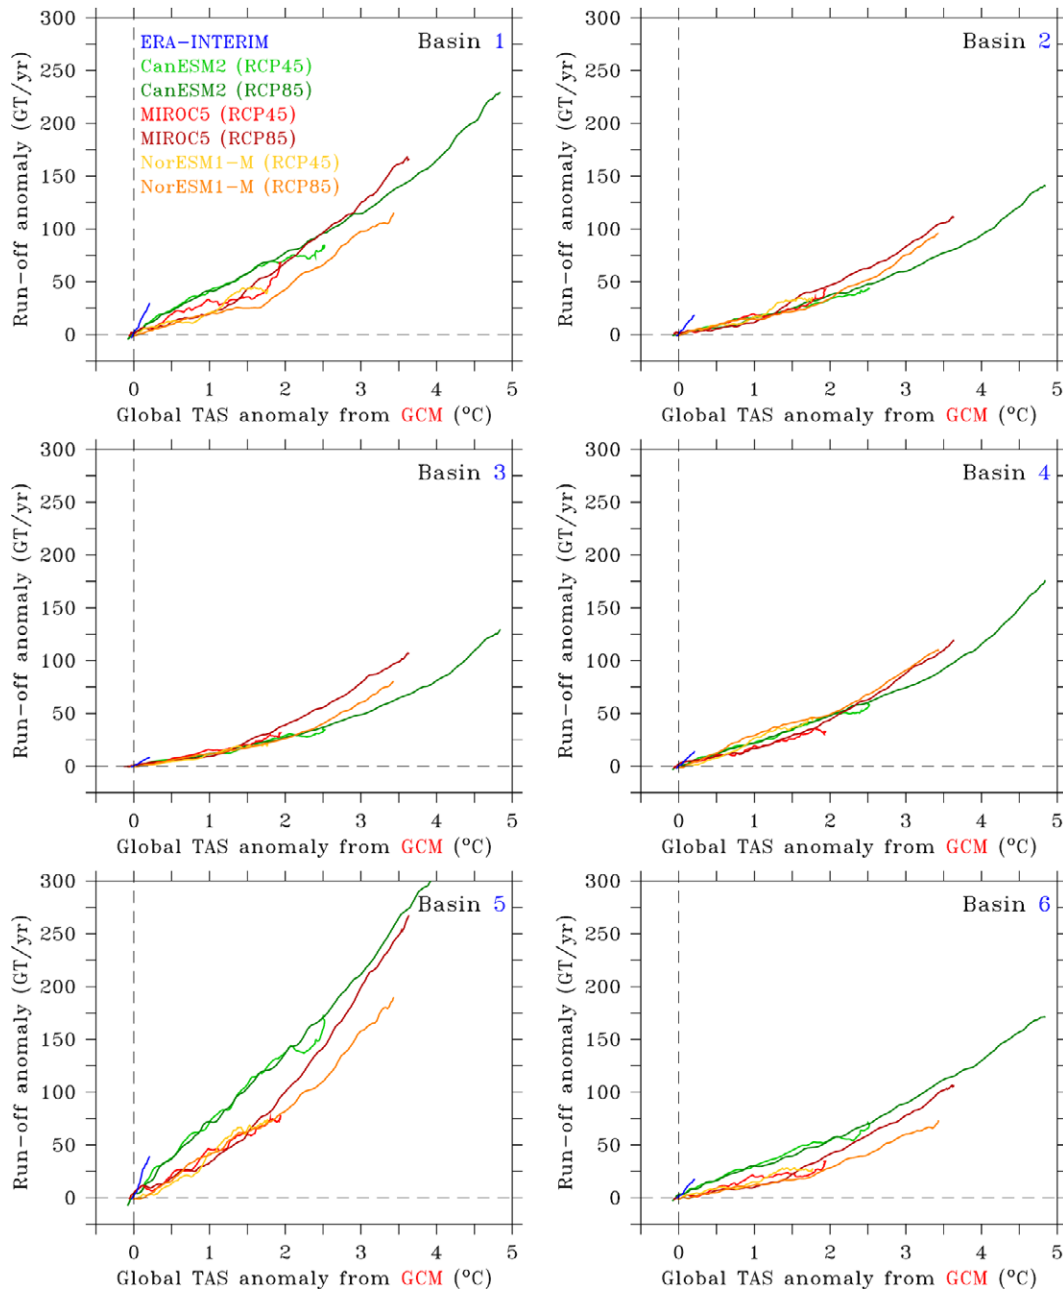 Basin 1
ERA-INTERIM
CanESM2 (RCP45)
CanESM2 (RCP85)
MIROC5 (RCP45)
MIROC5 (RCP85)
NorESM1-M (RCP45)
NorESM1-M (RCP85)
Run-off anomaly (GT/yr)
300
250
200
150
100
50
0
0 1 2 3 4 5
Global TAS anomaly from GCM (°C)
Basin 2
Run-off anomaly (GT/yr)
300
250
200
150
100
50
0
0 1 2 3 4 5
Global TAS anomaly from GCM (°C)
Basin 3
Run-off anomaly (GT/yr)
300
250
200
150
100
50
0
0 1 2 3 4 5
Global TAS anomaly from GCM (°C)
Basin 4
Run-off anomaly (GT/yr)
300
250
200
150
100
50
0
0 1 2 3 4 5
Global TAS anomaly from GCM (°C)
Basin 5
Run-off anomaly (GT/yr)
300
250
200
150
100
50
0
0 1 2 3 4 5
Global TAS anomaly from GCM (°C)
Basin 6
Run-off anomaly (GT/yr)
300
250
200
150
100
50
0
0 1 2 3 4 5
Global TAS anomaly from GCM (°C)